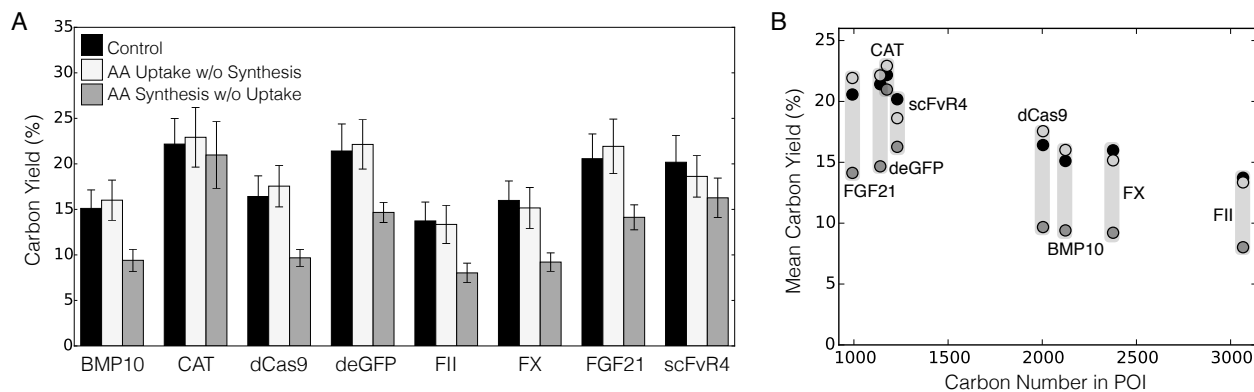 A
Carbon Yield (%)
35
30
25
20
15
10
5
0
Control
AA Uptake w/o Synthesis
AA Synthesis w/o Uptake
BMP10 CAT dCas9 deGFP FII FX FGF21 scFvR4
B
Mean Carbon Yield (%)
25
20
15
10
5
CAT
scFvR4
dCas9
FGF21
deGFP
FX
FII
BMP10
1000 1500 2000 2500 3000
Carbon Number in POI